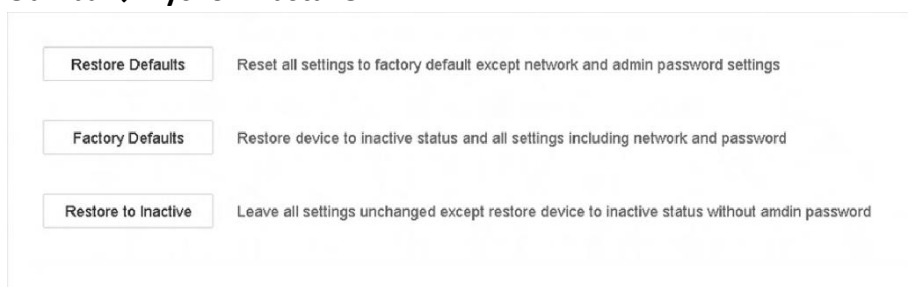 Restore Defaults Reset all settings to factory default except network and admin password settings
Factory Defaults Restore device to inactive status and all settings including network and password
Restore to Inactive Leave all settings unchanged except restore device to inactive status without amdin password